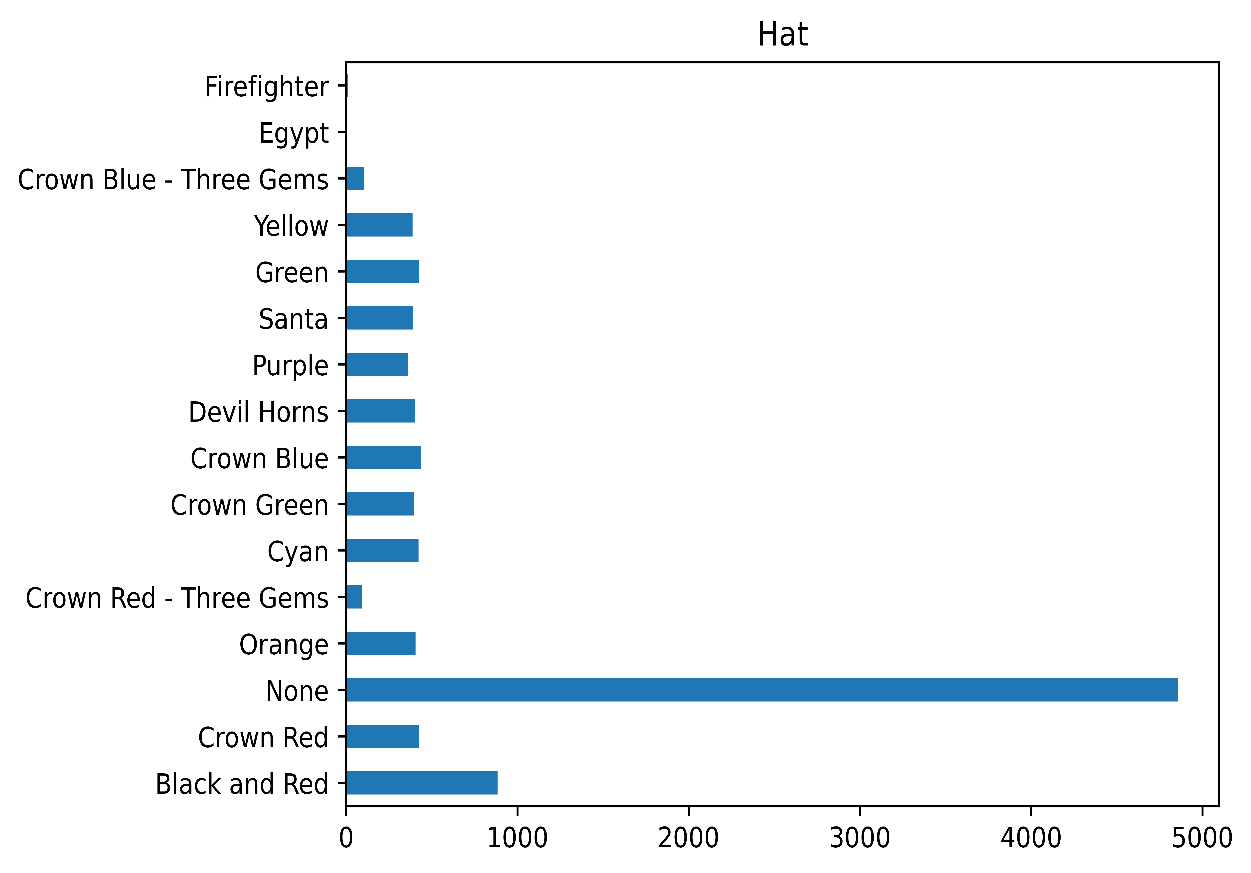 Hat
Firefighter
Egypt
Crown Blue - Three Gems
Yellow
Green
Santa
Purple
Devil Horns
Crown Blue
Crown Green
Cyan
Crown Red - Three Gems
Orange
None
Crown Red
Black and Red
0 1000 2000 3000 4000 5000